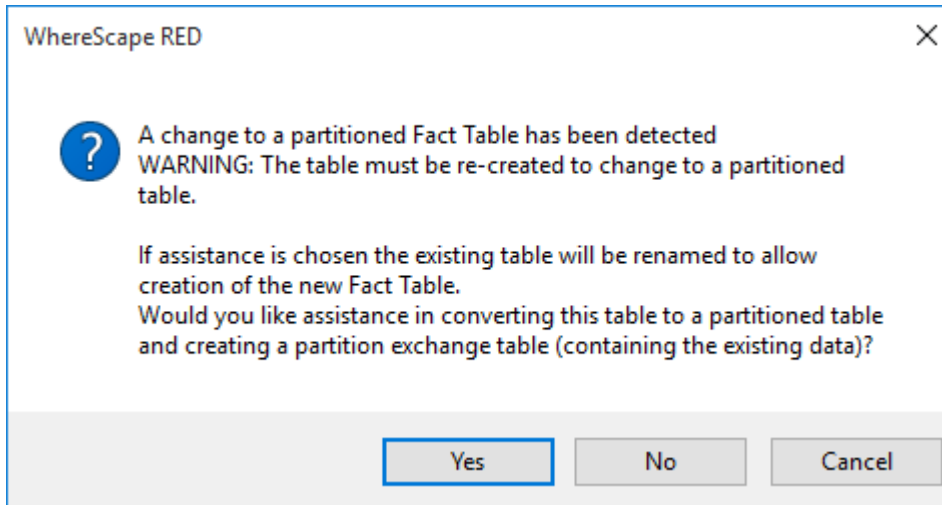 WhereScape RED
A change to a partitioned Fact Table has been detected
WARNING: The table must be re-created to change to a partitioned
table.
If assistance is chosen the existing table will be renamed to allow
creation of the new Fact Table.
Would you like assistance in converting this table to a partitioned table
and creating a partition exchange table (containing the existing data)?
Yes
No
Cancel